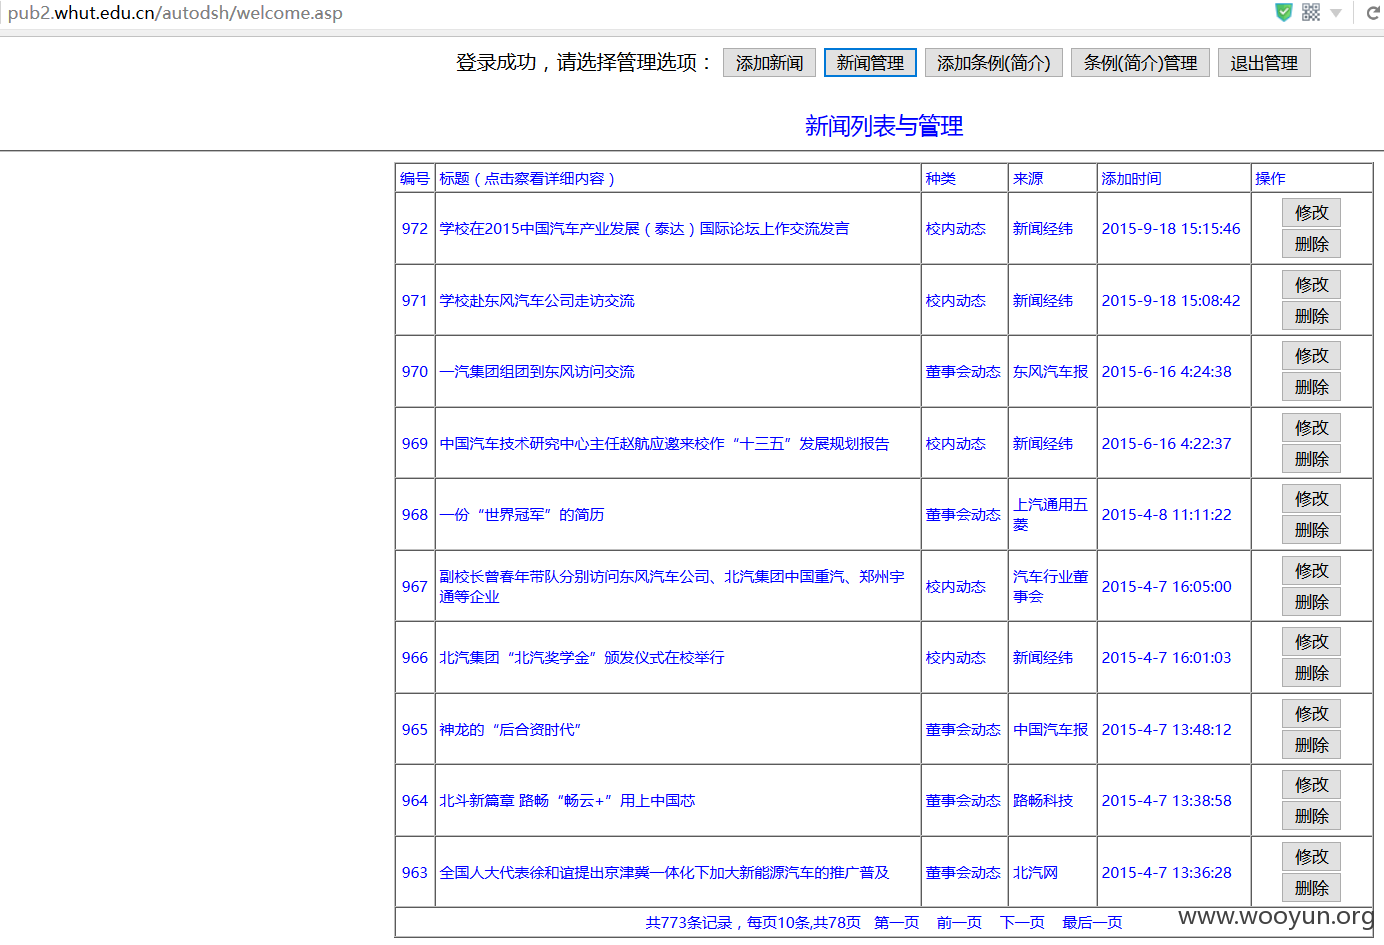 pub2.whut.edu.cn/autodsh/welcome.asp
登录成功，请选择管理选项： 添加新闻 新闻管理 添加条例(简介) 条例(简介)管理 退出管理
新闻列表与管理
编号 标题（点击察看详细内容） 种类 来源 添加时间 操作
972 学校在2015中国汽车产业发展（泰达）国际论坛上作交流发言 校内动态 新闻经纬 2015-9-18 15:15:46 修改
删除
971 学校赴东风汽车公司走访交流 校内动态 新闻经纬 2015-9-18 15:08:42 修改
删除
970 一汽集团组团到东风访问交流 董事会动态 东风汽车报 2015-6-16 4:24:38 修改
删除
969 中国汽车技术研究中心主任赵航应邀来校作“十三五”发展规划报告 校内动态 新闻经纬 2015-6-16 4:22:37 修改
删除
968 一份“世界冠军”的简历 董事会动态 上汽通用五
菱 2015-4-8 11:11:22 修改
删除
967 副校长曾春年带队分别访问东风汽车公司、北汽集团中国重汽、郑州宇
通等企业 校内动态 汽车行业董
事会 2015-4-7 16:05:00 修改
删除
966 北汽集团“北汽奖学金”颁发仪式在校举行 校内动态 新闻经纬 2015-4-7 16:01:03 修改
删除
965 神龙的“后合资时代” 董事会动态 中国汽车报 2015-4-7 13:48:12 修改
删除
964 北斗新篇章 路畅“畅云+”用上中国芯 董事会动态 路畅科技 2015-4-7 13:38:58 修改
删除
963 全国人大代表徐和谊提出京津冀一体化下加大新能源汽车的推广普及 董事会动态 北汽网 2015-4-7 13:36:28 修改
删除
共773条记录，每页10条,共78页 第一页 前一页 下一页 最后一页
www.wooyun.org